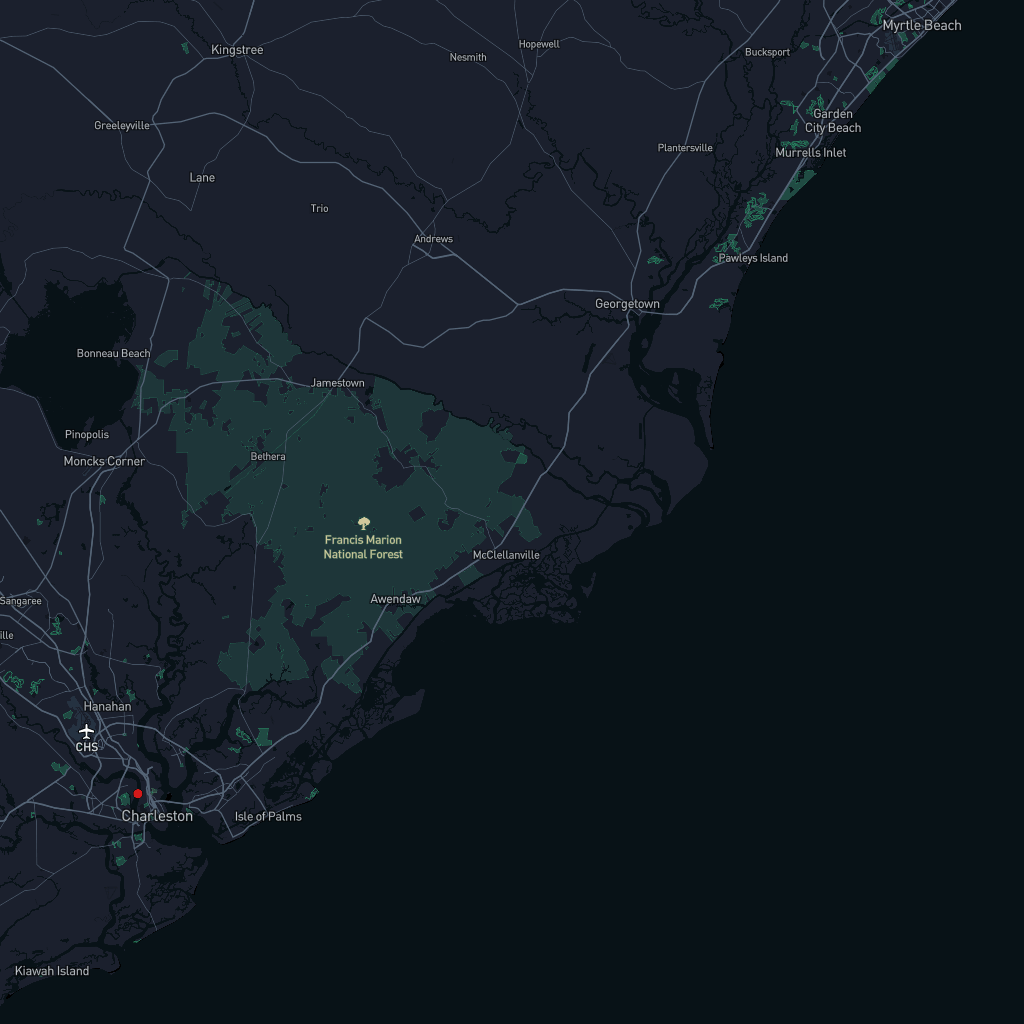 Myrtle Beach
Hopewell
Kingstree
Bucksport
Nesmith
Garden
City Beach
Greeleyville
Plantersville
Murrells Inlet
Lane
Trio
Andrews
Pawleys Island
Georgetown
Bonneau Beach
Jamestown
Pinopolis
Bethera
Moncks Corner
Francis Marion
National Forest
McClellanville
Awendaw
Sangaree
ille
Hanahan
CHS
Charleston
Isle of Palms
Kiawah Island